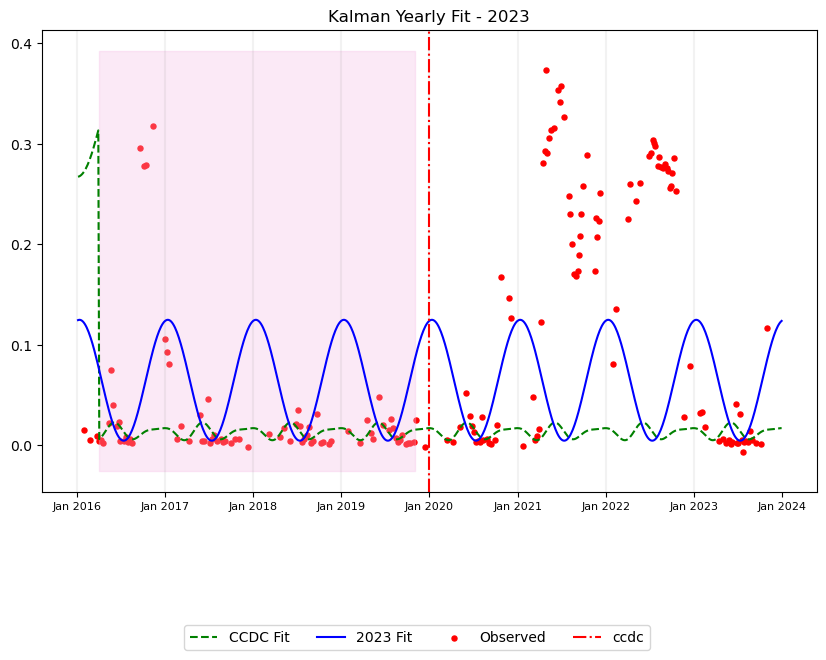 Kalman Yearly Fit - 2023
0.4
0.3
0.2
0.1
0.0
Jan 2016 Jan 2017 Jan 2018 Jan 2019 Jan 2020 Jan 2021 Jan 2022 Jan 2023 Jan 2024
CCDC Fit 2023 Fit Observed ccdc